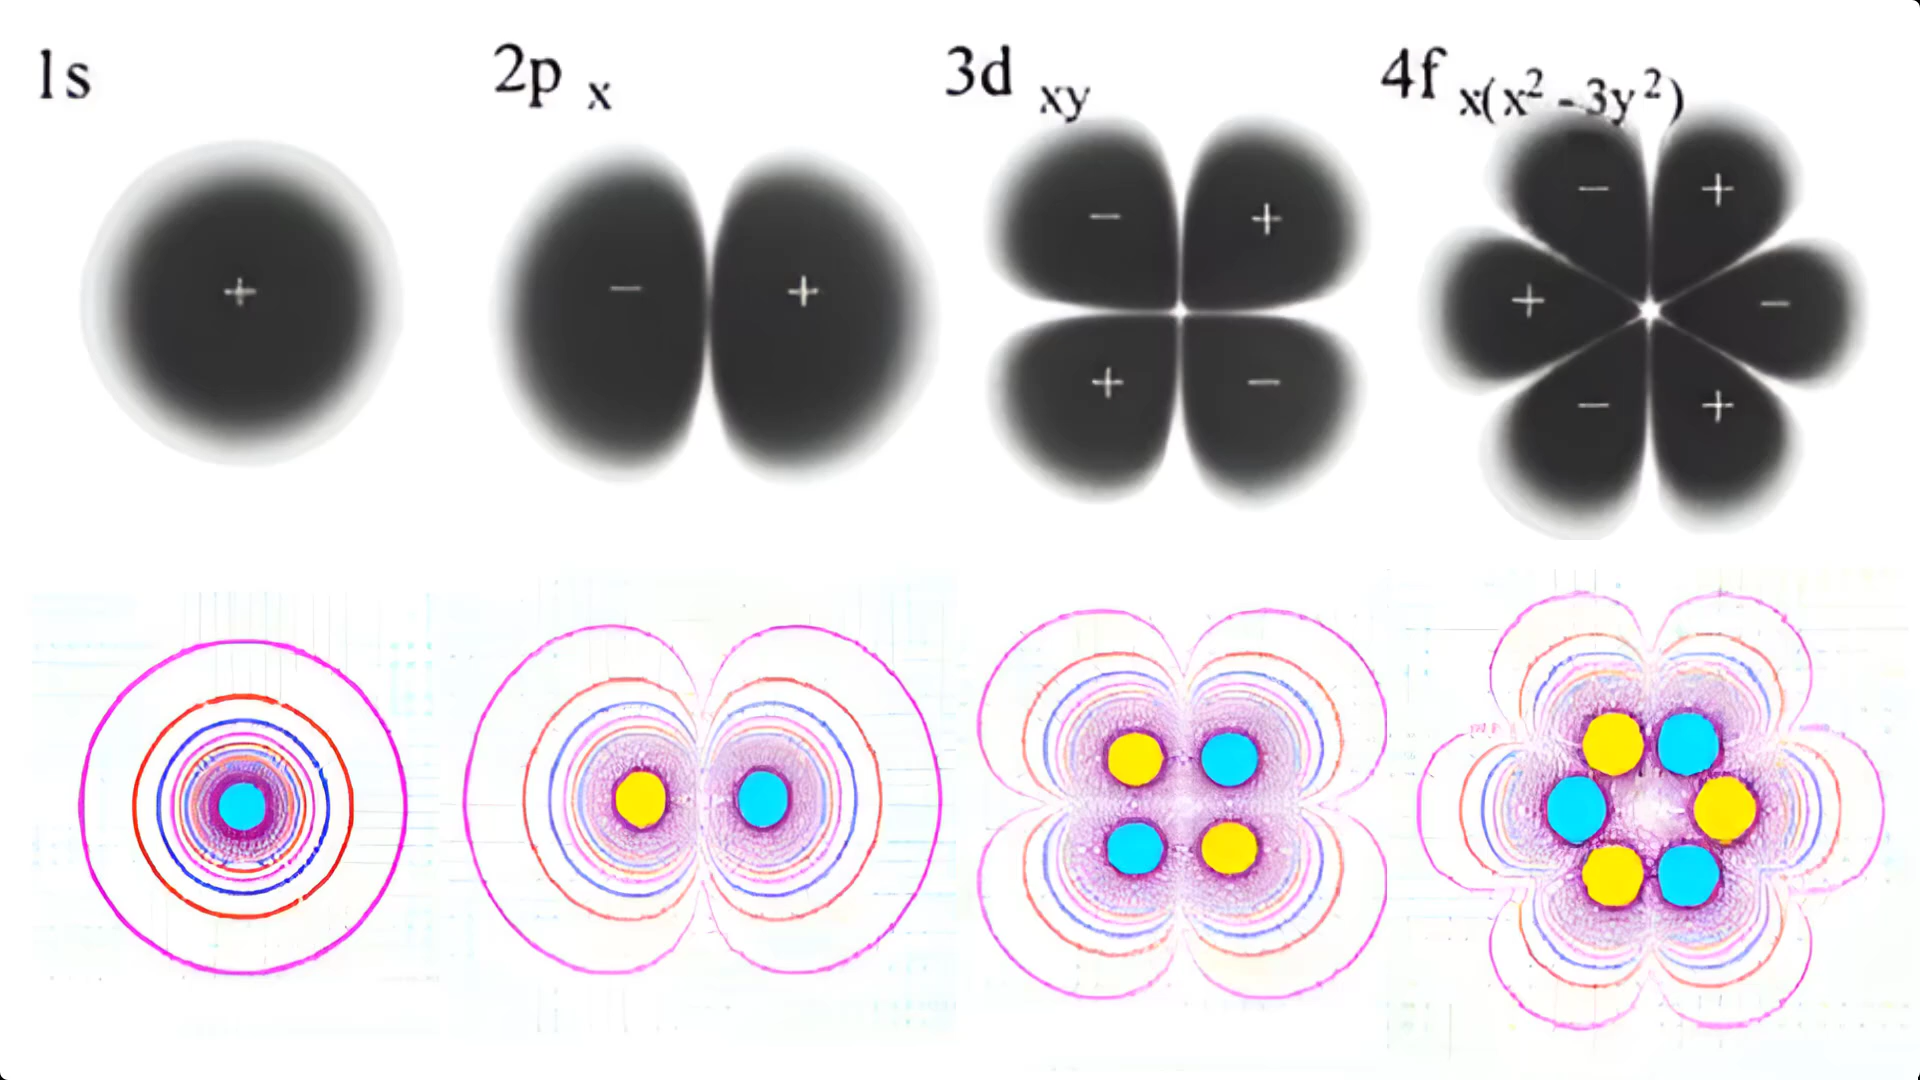 1s
2p x
3d xy
4f x(x²-3y²)
+
− +
− +
+ −
− +
+ −
− +